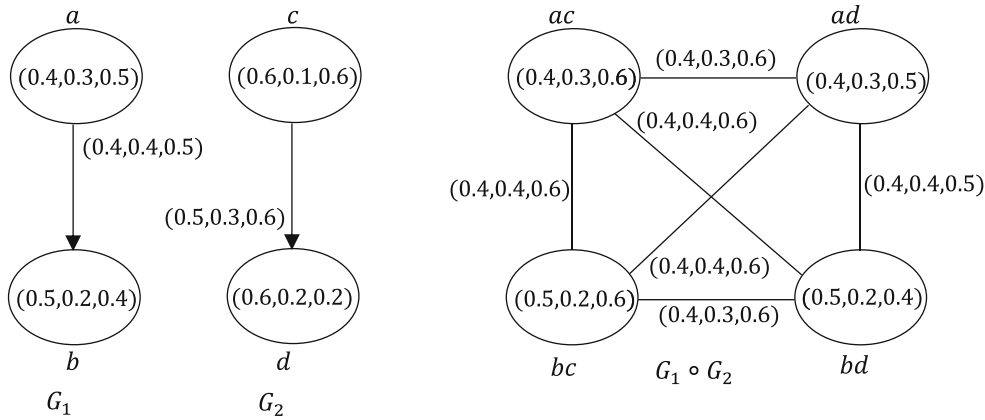 a
c
ac
ad
(0.4,0.3,0.5)
(0.6,0.1,0.6)
(0.4,0.3,0.6)
(0.4,0.3,0.6)
(0.4,0.3,0.5)
(0.4,0.4,0.5)
(0.4,0.4,0.6)
(0.5,0.3,0.6)
(0.4,0.4,0.6)
(0.4,0.4,0.5)
(0.5,0.2,0.4)
(0.6,0.2,0.2)
(0.5,0.2,0.6)
(0.4,0.4,0.6)
(0.4,0.3,0.6)
(0.5,0.2,0.4)
b
d
bc
bd
G₁
G₂
G₁ ∘ G₂